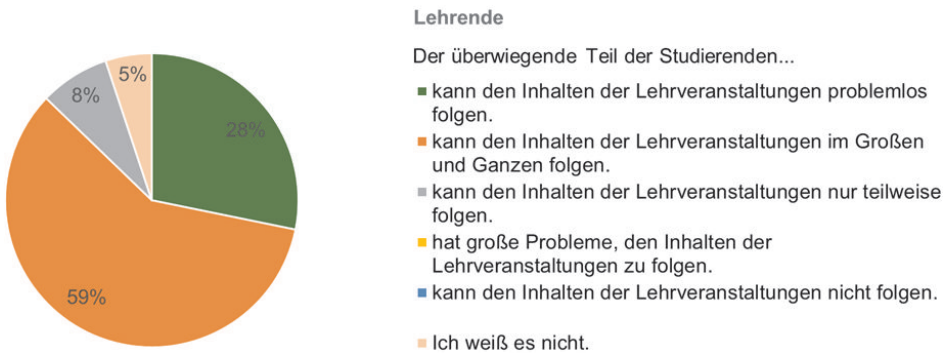 Lehrende
Der überwiegende Teil der Studierenden...
kann den Inhalten der Lehrveranstaltungen problemlos
folgen.
kann den Inhalten der Lehrveranstaltungen im Großen
und Ganzen folgen.
kann den Inhalten der Lehrveranstaltungen nur teilweise
folgen.
hat große Probleme, den Inhalten der
Lehrveranstaltungen zu folgen.
kann den Inhalten der Lehrveranstaltungen nicht folgen.
Ich weiß es nicht.
5%
8%
28%
59%